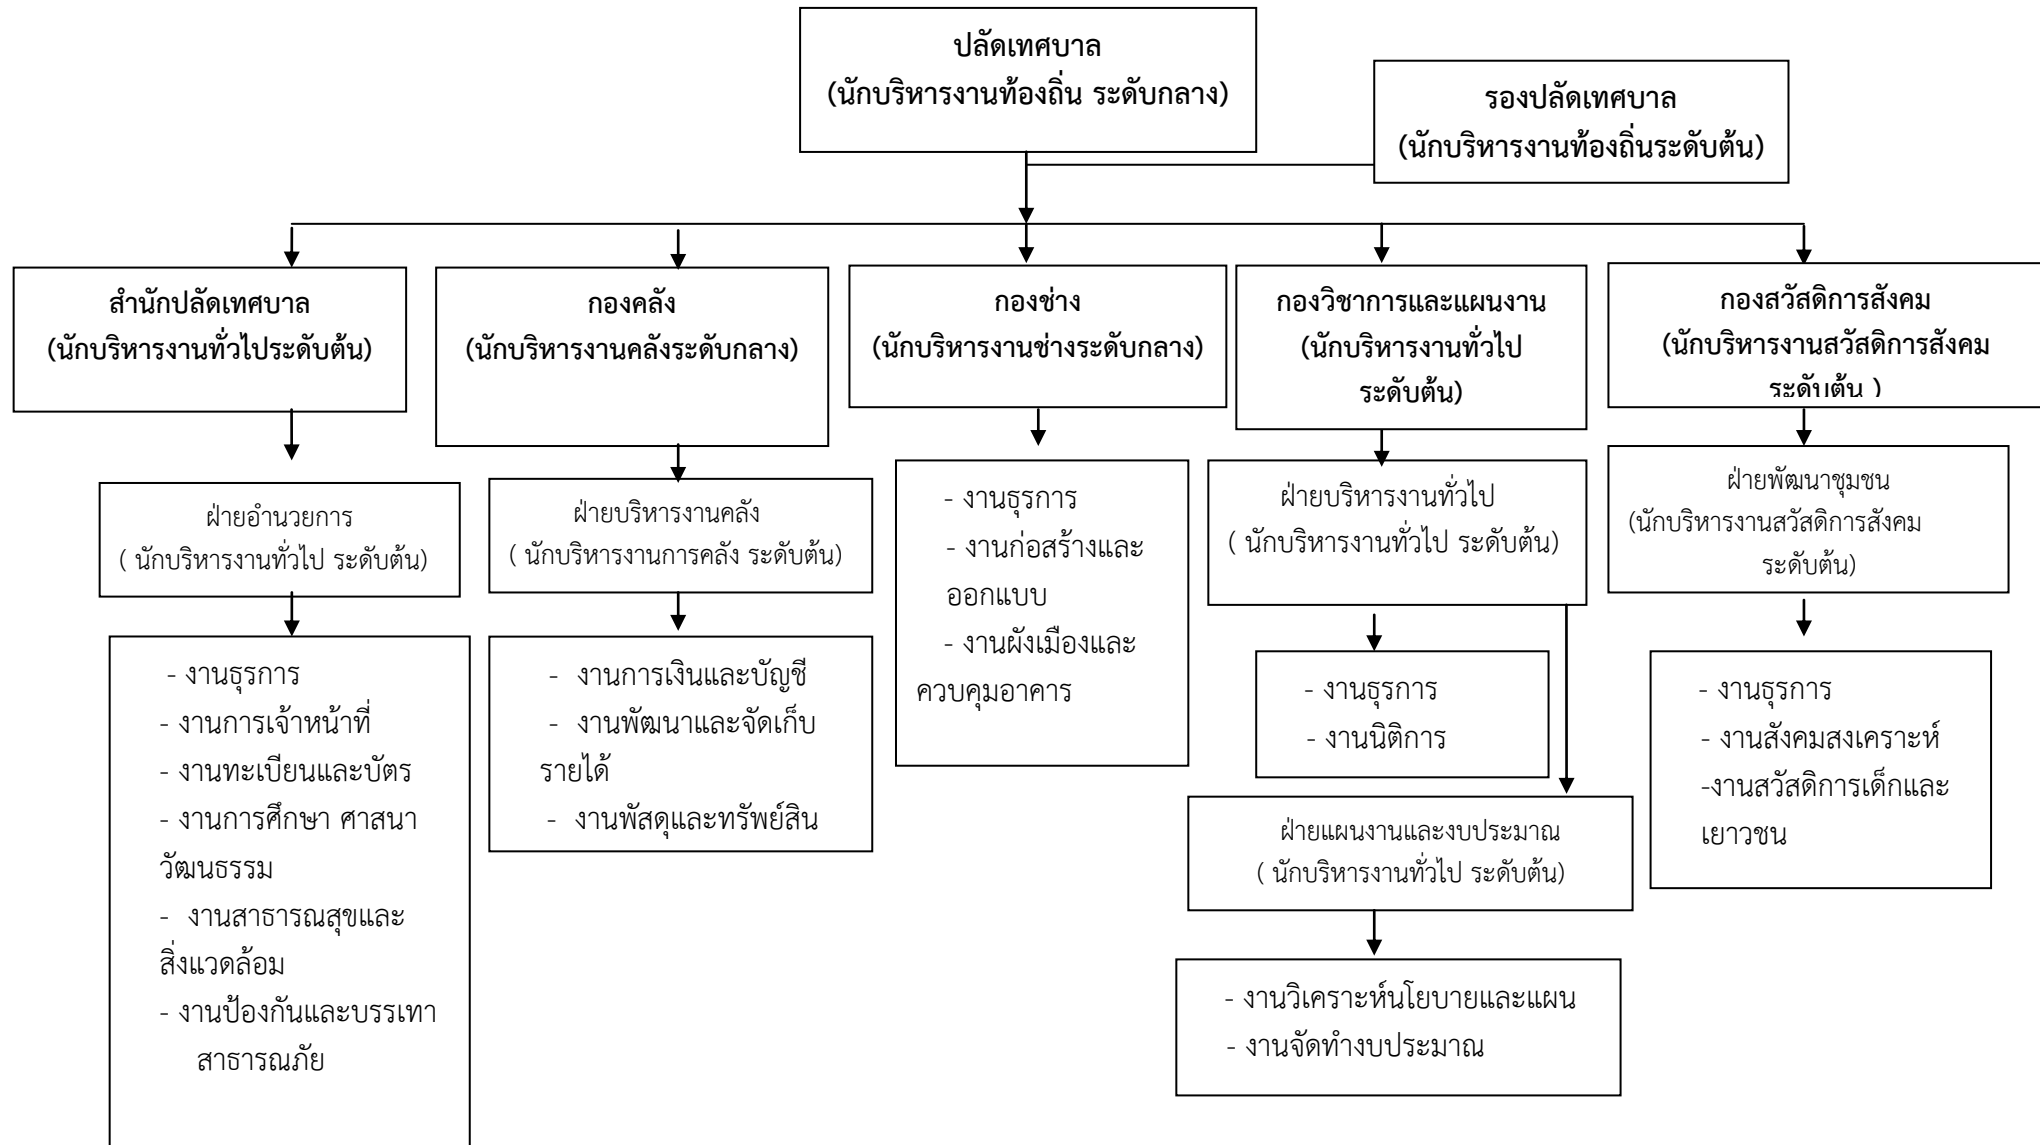 ปลัดเทศบาล
(นักบริหารงานท้องถิ่น ระดับกลาง)
รองปลัดเทศบาล
(นักบริหารงานท้องถิ่นระดับต้น)
สำนักปลัดเทศบาล
(นักบริหารงานทั่วไประดับต้น)
กองคลัง
(นักบริหารงานคลังระดับกลาง)
กองช่าง
(นักบริหารงานช่างระดับกลาง)
กองวิชาการและแผนงาน
(นักบริหารงานทั่วไป
ระดับต้น)
กองสวัสดิการสังคม
(นักบริหารงานสวัสดิการสังคม
ระดับต้น )
ฝ่ายอำนวยการ
( นักบริหารงานทั่วไป ระดับต้น)
- งานธุรการ
- งานการเจ้าหน้าที่
- งานทะเบียนและบัตร
- งานการศึกษา ศาสนา
วัฒนธรรม
- งานสาธารณสุขและ
สิ่งแวดล้อม
- งานป้องกันและบรรเทา
สาธารณภัย
ฝ่ายบริหารงานคลัง
( นักบริหารงานการคลัง ระดับต้น)
- งานการเงินและบัญชี
- งานพัฒนาและจัดเก็บ
รายได้
- งานพัสดุและทรัพย์สิน
- งานธุรการ
- งานก่อสร้างและ
ออกแบบ
- งานผังเมืองและ
ควบคุมอาคาร
ฝ่ายบริหารงานทั่วไป
( นักบริหารงานทั่วไป ระดับต้น)
- งานธุรการ
- งานนิติการ
ฝ่ายแผนงานและงบประมาณ
( นักบริหารงานทั่วไป ระดับต้น)
- งานวิเคราะห์นโยบายและแผน
- งานจัดทำงบประมาณ
ฝ่ายพัฒนาชุมชน
(นักบริหารงานสวัสดิการสังคม
ระดับต้น)
- งานธุรการ
- งานสังคมสงเคราะห์
-งานสวัสดิการเด็กและ
เยาวชน